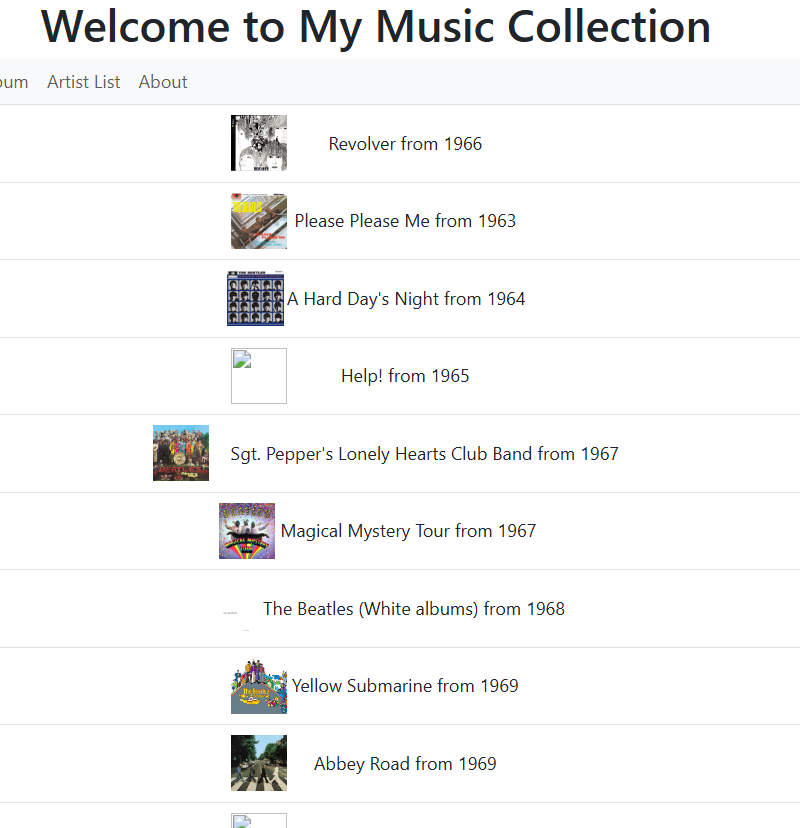 Welcome to My Music Collection
oum Artist List About
Revolver from 1966
Please Please Me from 1963
A Hard Day's Night from 1964
Help! from 1965
Sgt. Pepper's Lonely Hearts Club Band from 1967
Magical Mystery Tour from 1967
The Beatles (White albums) from 1968
Yellow Submarine from 1969
Abbey Road from 1969